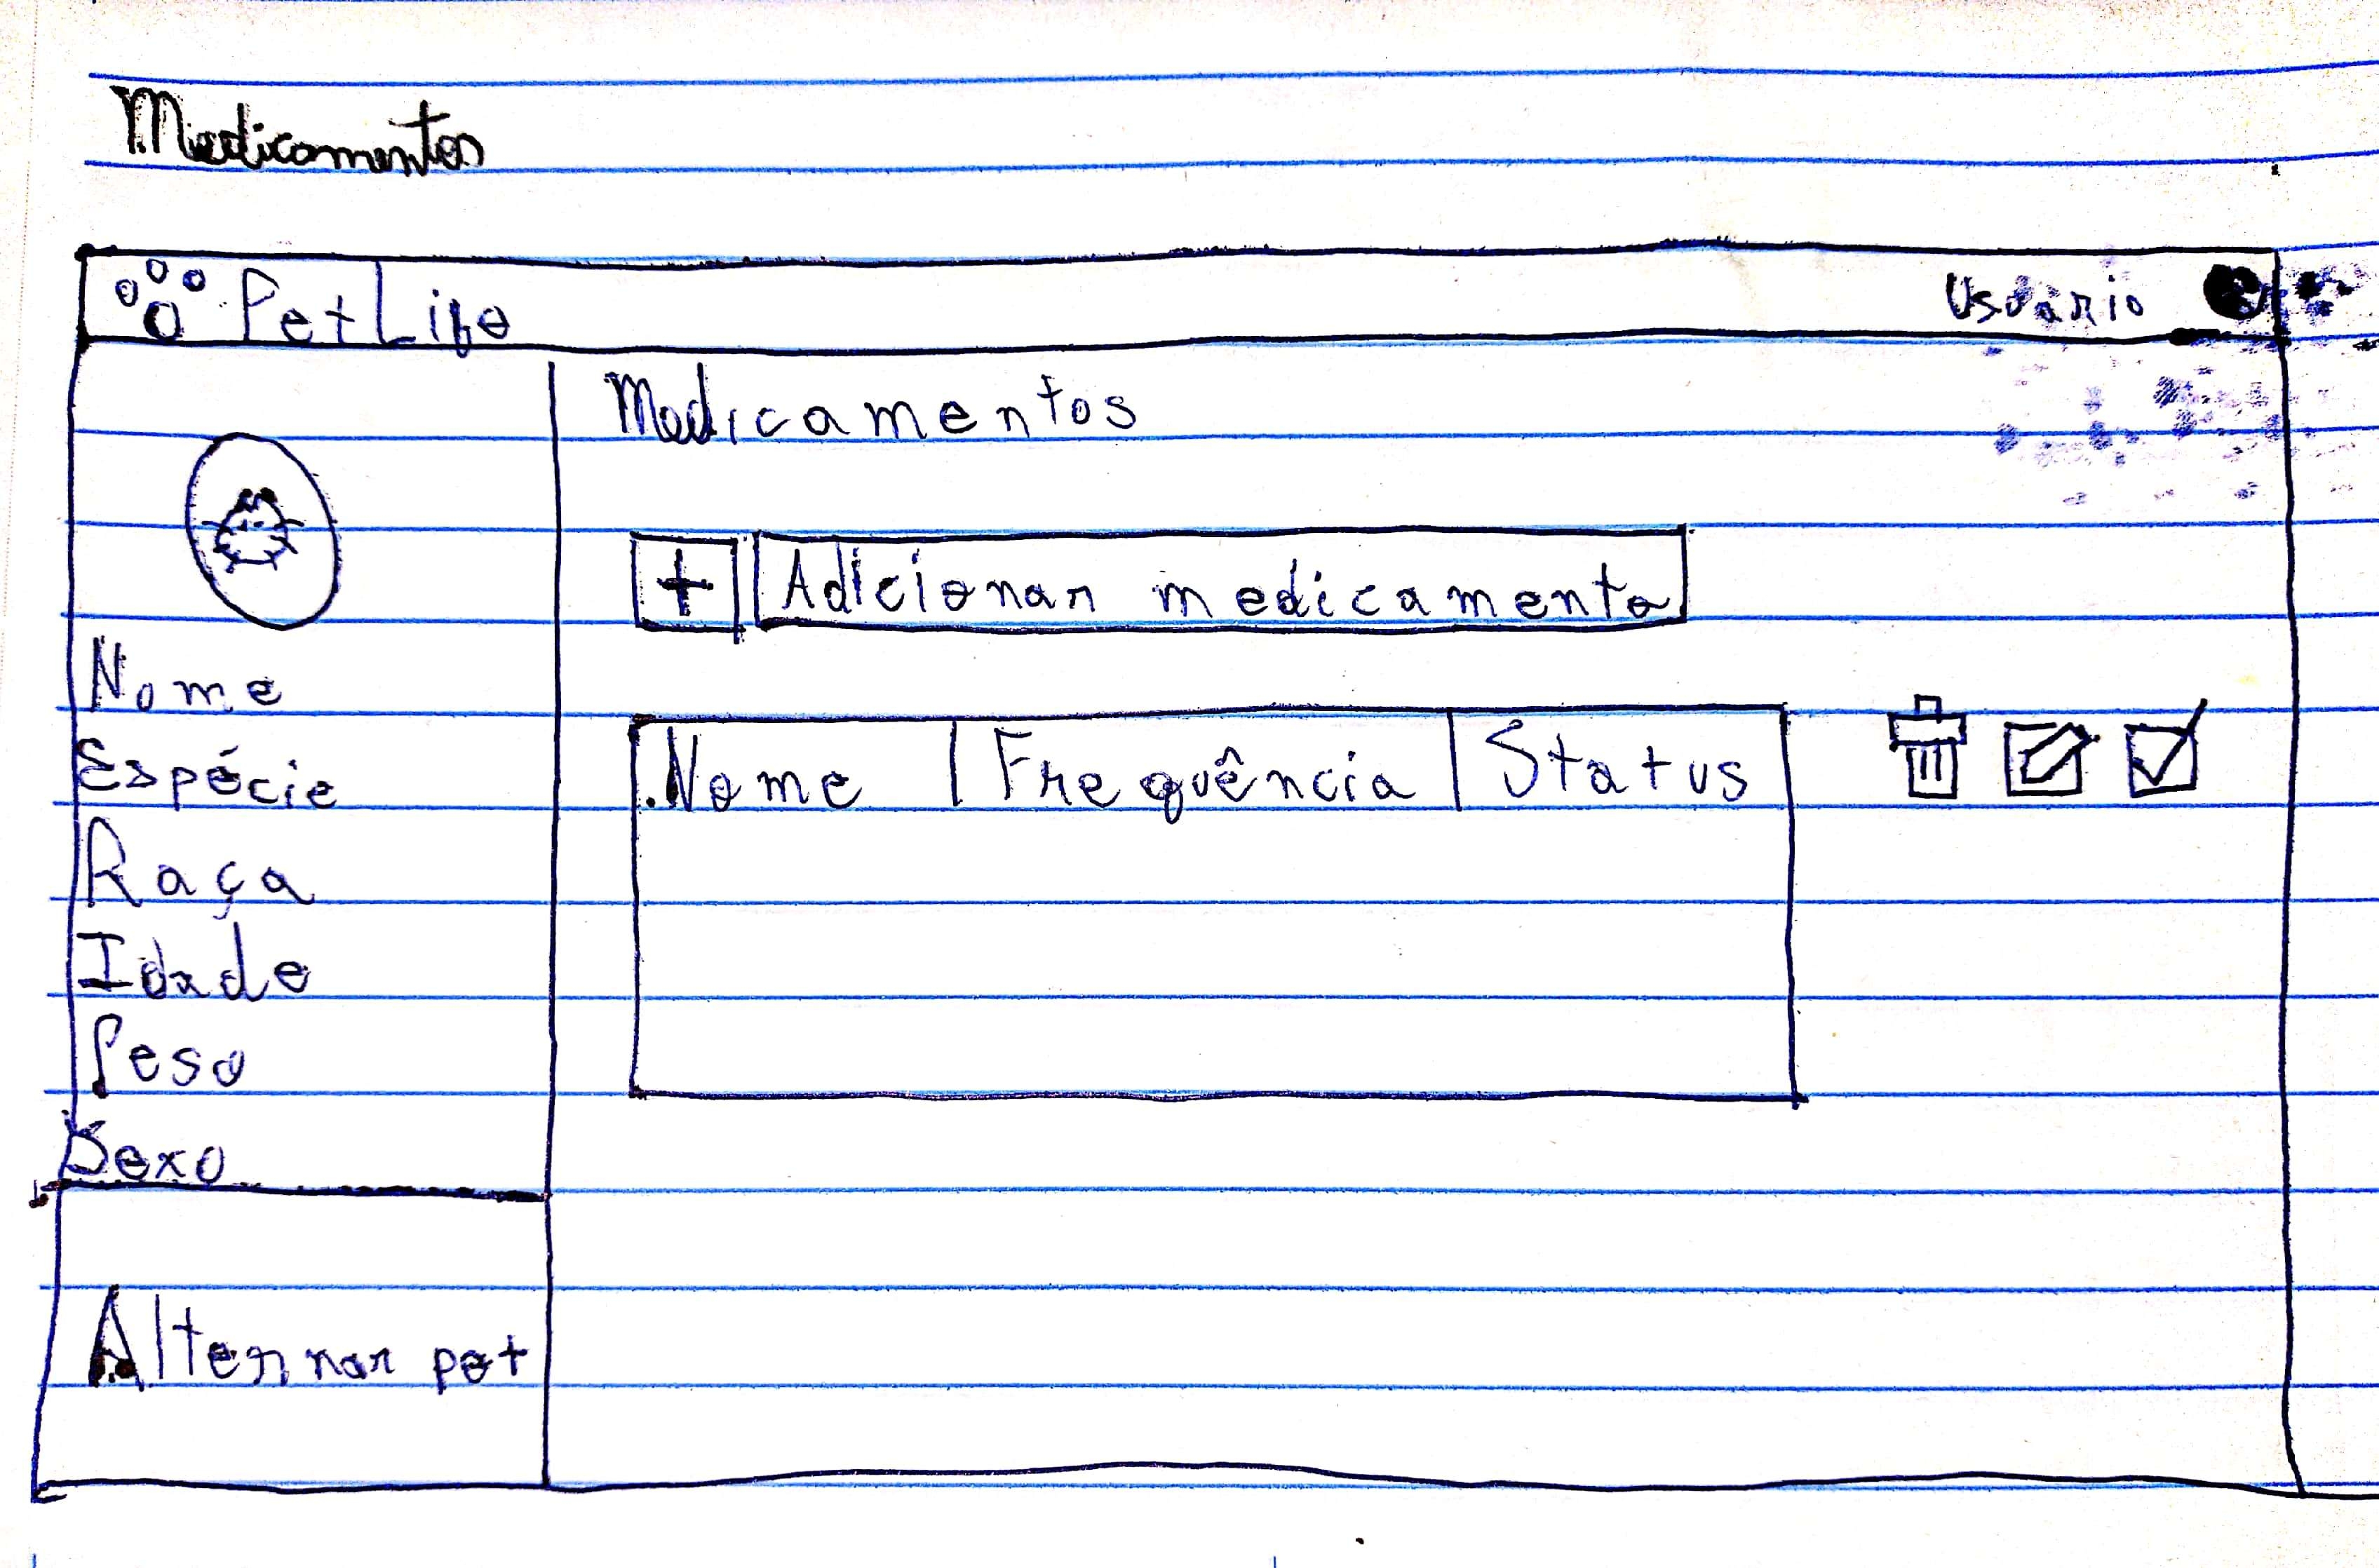 Medicamentos
PetLife
Usuário
Medicamentos
+ Adicionar medicamento
Nome
Espécie
Raça
Idade
Peso
Sexo
Nome | Frequência | Status
Alternar pet